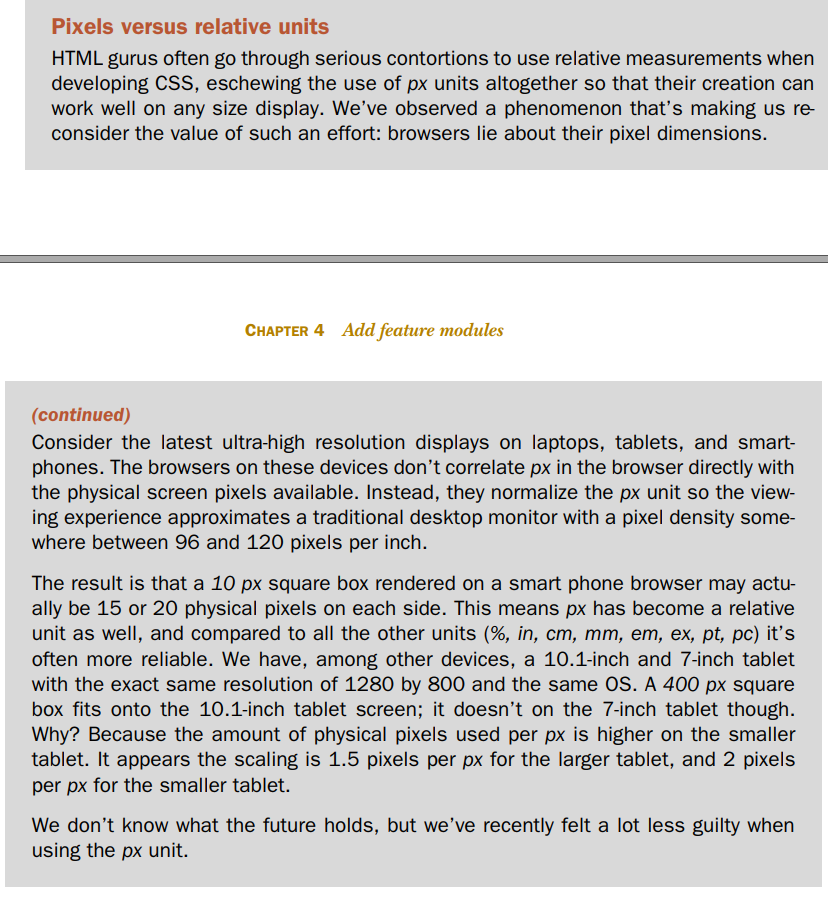 Pixels versus relative units
HTML gurus often go through serious contortions to use relative measurements when
developing CSS, eschewing the use of px units altogether so that their creation can
work well on any size display. We've observed a phenomenon that's making us re-
consider the value of such an effort: browsers lie about their pixel dimensions.
CHAPTER 4 Add feature modules
(continued)
Consider the latest ultra-high resolution displays on laptops, tablets, and smart-
phones. The browsers on these devices don't correlate px in the browser directly with
the physical screen pixels available. Instead, they normalize the px unit so the view-
ing experience approximates a traditional desktop monitor with a pixel density some-
where between 96 and 120 pixels per inch.
The result is that a 10 px square box rendered on a smart phone browser may actu-
ally be 15 or 20 physical pixels on each side. This means px has become a relative
unit as well, and compared to all the other units (%, in, cm, mm, em, ex, pt, pc) it's
often more reliable. We have, among other devices, a 10.1-inch and 7-inch tablet
with the exact same resolution of 1280 by 800 and the same OS. A 400 px square
box fits onto the 10.1-inch tablet screen; it doesn't on the 7-inch tablet though.
Why? Because the amount of physical pixels used per px is higher on the smaller
tablet. It appears the scaling is 1.5 pixels per px for the larger tablet, and 2 pixels
per px for the smaller tablet.
We don't know what the future holds, but we've recently felt a lot less guilty when
using the px unit.